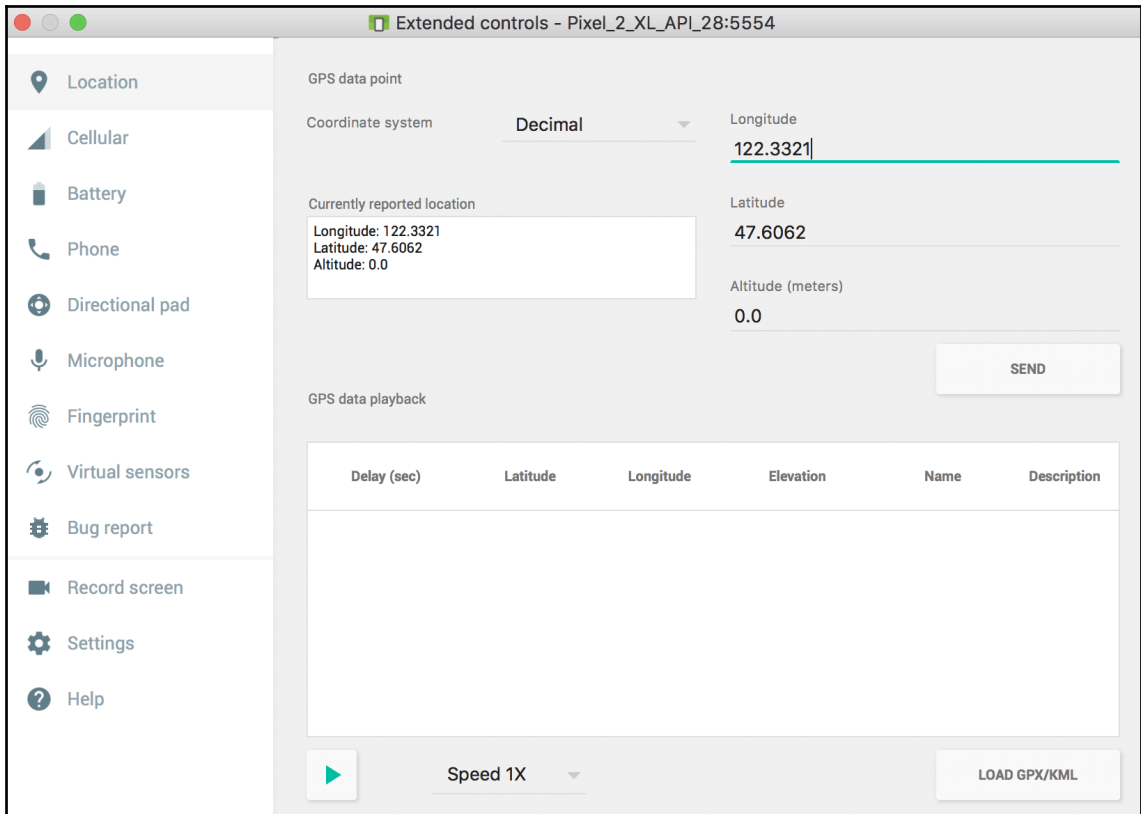 Extended controls - Pixel_2_XL_API_28:5554
Location
Cellular
Battery
Phone
Directional pad
Microphone
Fingerprint
Virtual sensors
Bug report
Record screen
Settings
Help
GPS data point
Coordinate system Decimal
Longitude
122.3321
Currently reported location
Longitude: 122.3321
Latitude: 47.6062
Altitude: 0.0
Latitude
47.6062
Altitude (meters)
0.0
SEND
GPS data playback
Delay (sec) Latitude Longitude Elevation Name Description
Speed 1X LOAD GPX/KML